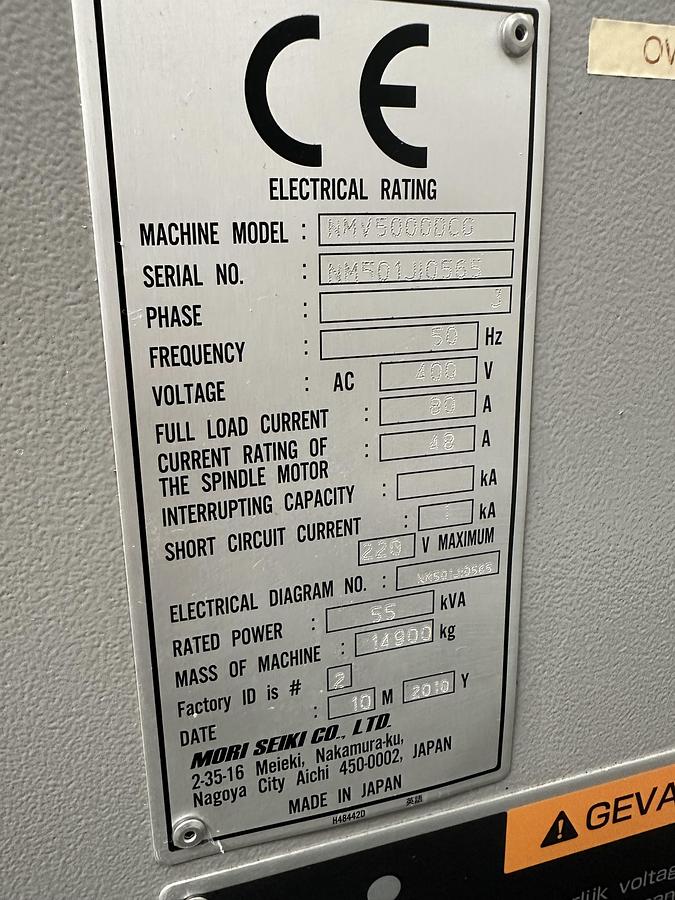 CE
ELECTRICAL RATING
MACHINE MODEL : NMV5000DCG
SERIAL NO. : NM501JI0565
PHASE : 3
FREQUENCY : 50 Hz
VOLTAGE : AC 400 V
FULL LOAD CURRENT : 80 A
CURRENT RATING OF
THE SPINDLE MOTOR : 48 A
INTERRUPTING CAPACITY : kA
SHORT CIRCUIT CURRENT : kA
220 V MAXIMUM
ELECTRICAL DIAGRAM NO. : NM501JI0565
RATED POWER : 55 kVA
MASS OF MACHINE : 14900 kg
Factory ID is # 2
DATE : 10 M 2010 Y
MORI SEIKI CO., LTD.
2-35-16 Meieki, Nakamura-ku,
Nagoya City Aichi 450-0002, JAPAN
MADE IN JAPAN
H48442D 英語
OV
GEVA
lijk voltag